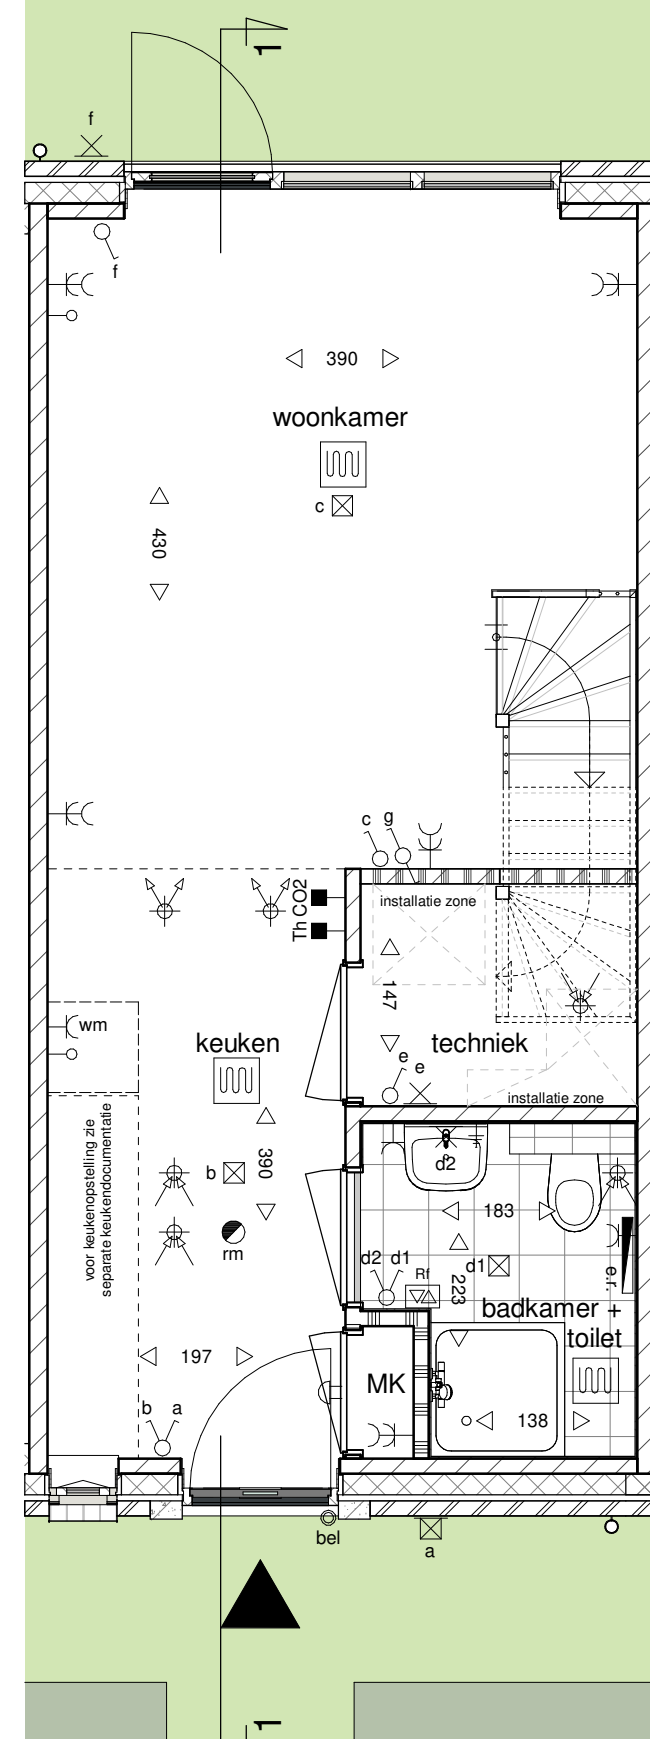 1
f
f
390
woonkamer
c
430
c g
Th CO2
installatie zone
147
wm
keuken
techniek
e
e
installatie zone
voor keukenopstelling zie
separate keukendocumentatie
390
b
rm
d2
183
d2 d1
Rf
d1
223
e.r.
badkamer +
toilet
197
MK
138
b a
bel
a
1